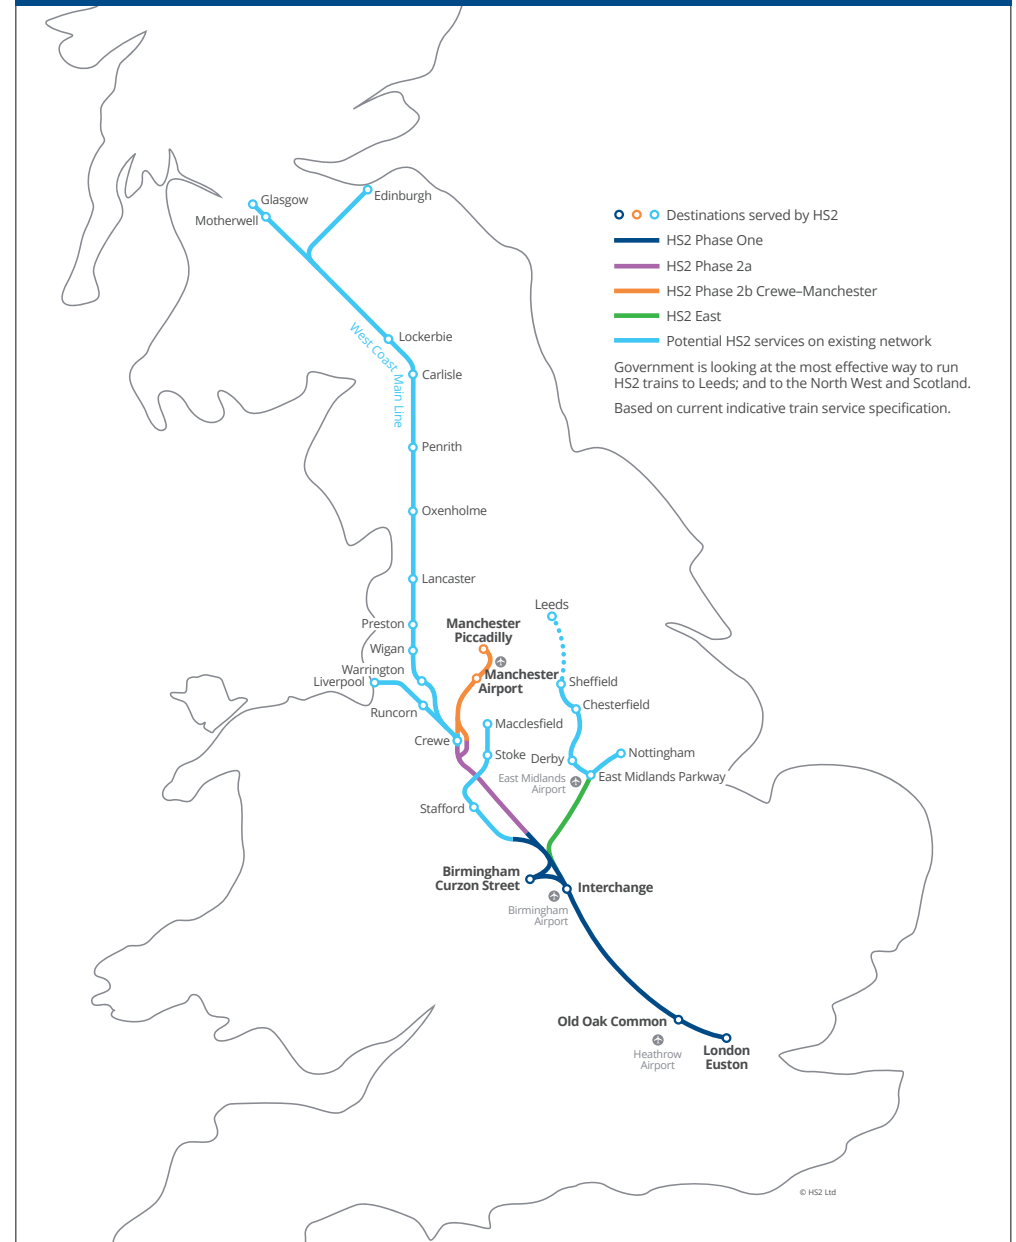 Glasgow
Edinburgh
Motherwell
Destinations served by HS2
HS2 Phase One
HS2 Phase 2a
HS2 Phase 2b Crewe–Manchester
HS2 East
Potential HS2 services on existing network
Government is looking at the most effective way to run
HS2 trains to Leeds; and to the North West and Scotland.
Based on current indicative train service specification.
Lockerbie
West Coast Main Line
Carlisle
Penrith
Oxenholme
Lancaster
Leeds
Preston
Manchester
Piccadilly
Wigan
Warrington
Liverpool
Manchester
Airport
Sheffield
Runcorn
Chesterfield
Macclesfield
Crewe
Stoke
Derby
Nottingham
East Midlands
Airport
East Midlands Parkway
Stafford
Birmingham
Curzon Street
Interchange
Birmingham
Airport
Old Oak Common
Heathrow
Airport
London
Euston
© HS2 Ltd